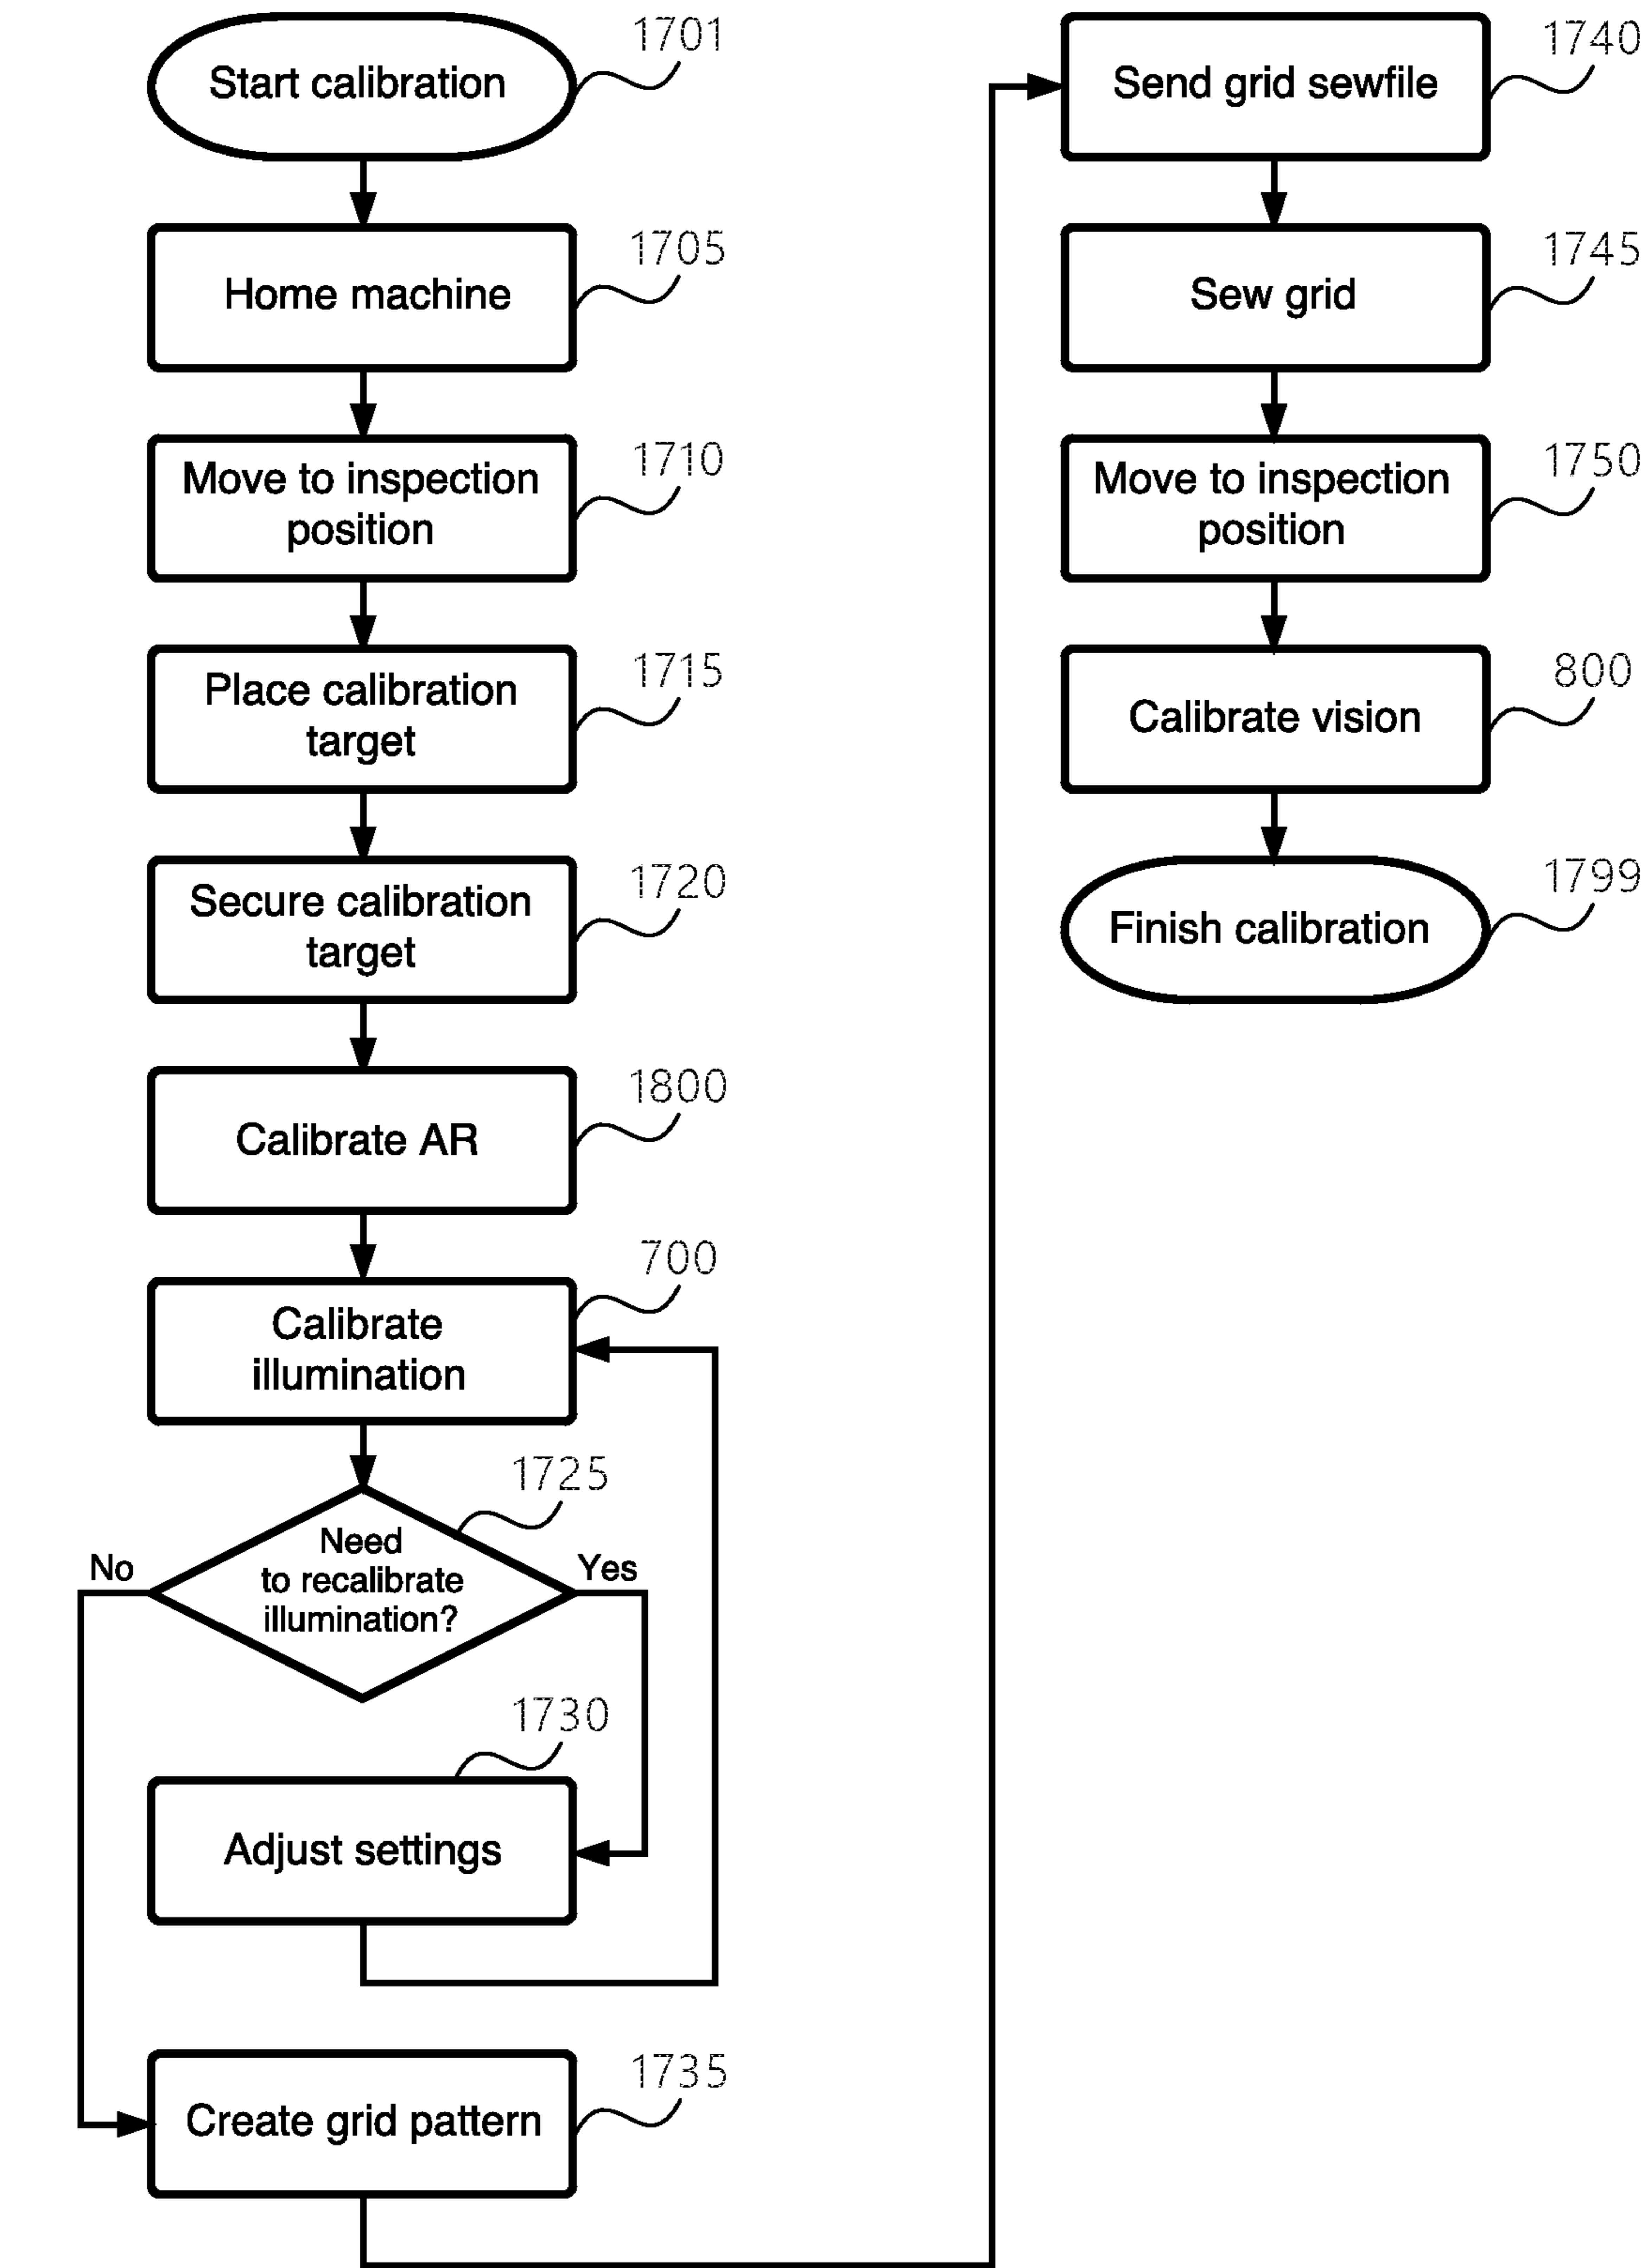 Start calibration
1701
Home machine
1705
Move to inspection
position
1710
Place calibration
target
1715
Secure calibration
target
1720
Calibrate AR
1800
Calibrate
illumination
700
Need
to recalibrate
illumination?
1725
No
Yes
Adjust settings
1730
Create grid pattern
1735
Send grid sewfile
1740
Sew grid
1745
Move to inspection
position
1750
Calibrate vision
800
Finish calibration
1799